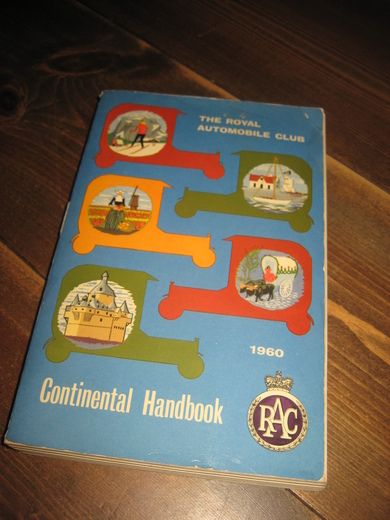 THE ROYAL
AUTOMOBILE CLUB
1960
Continental Handbook
RAC